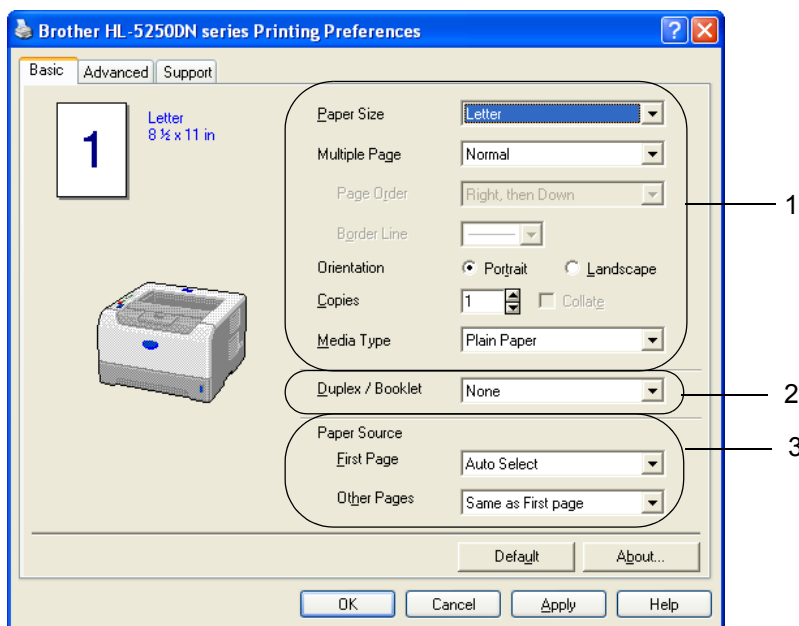 Brother HL-5250DN series Printing Preferences
Basic Advanced Support
1
Letter
8 ½ x 11 in
Paper Size Letter
Multiple Page Normal
Page Order Right, then Down
Border Line
Orientation Portrait Landscape
Copies 1 Collate
Media Type Plain Paper
1
Duplex / Booklet None
2
Paper Source
First Page Auto Select
Other Pages Same as First page
3
Default About...
OK Cancel Apply Help